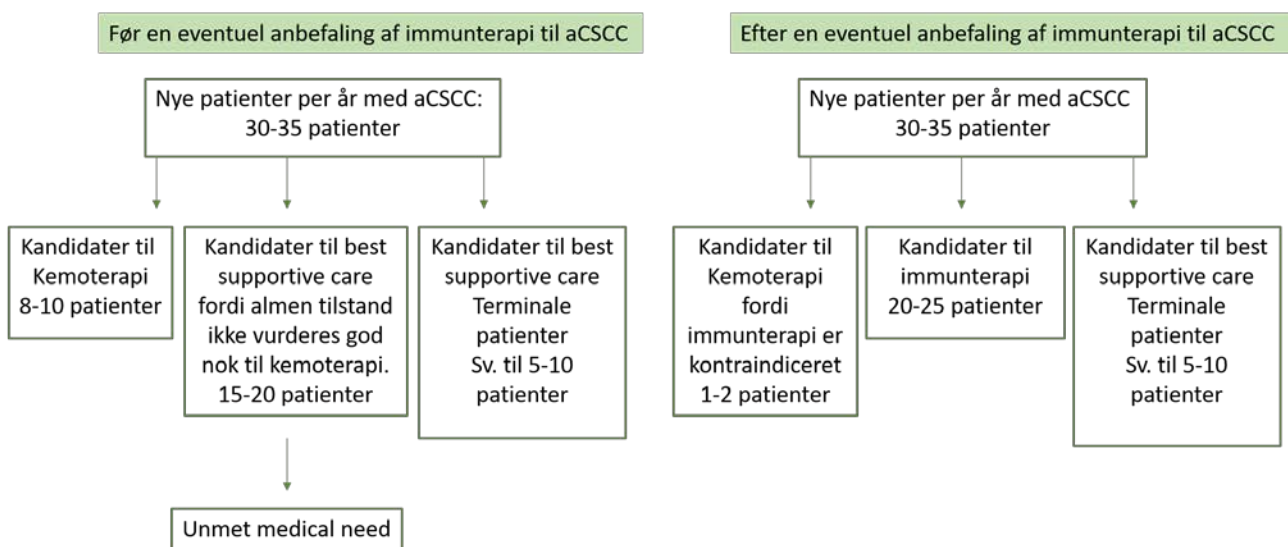 Før en eventuel anbefaling af immunterapi til aCSCC
Nye patienter per år med aCSCC:
30-35 patienter
Kandidater til
Kemoterapi
8-10 patienter
Kandidater til best
supportive care
fordi almen tilstand
ikke vurderes god
nok til kemoterapi.
15-20 patienter
Kandidater til best
supportive care
Terminale
patienter
Sv. til 5-10
patienter
Unmet medical need
Efter en eventuel anbefaling af immunterapi til aCSCC
Nye patienter per år med aCSCC
30-35 patienter
Kandidater til
Kemoterapi
fordi
immunterapi er
kontraindiceret
1-2 patienter
Kandidater til
immunterapi
20-25 patienter
Kandidater til best
supportive care
Terminale
patienter
Sv. til 5-10
patienter